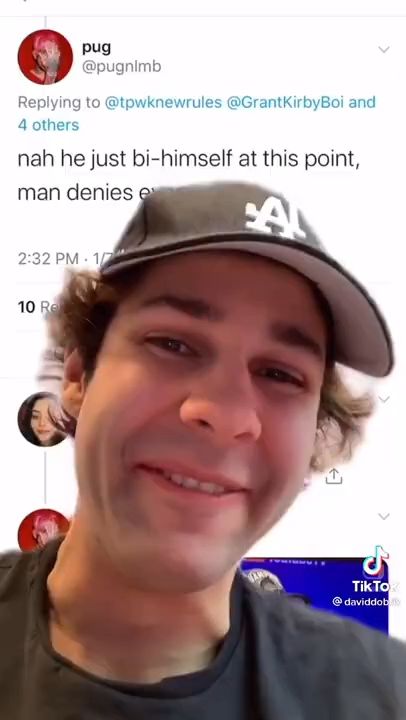 pug
@pugnlmb
Replying to @tpwknewrules @GrantKirbyBoi and
4 others
nah he just bi-himself at this point,
man denies
2:32 PM · 1/
10
TikTok